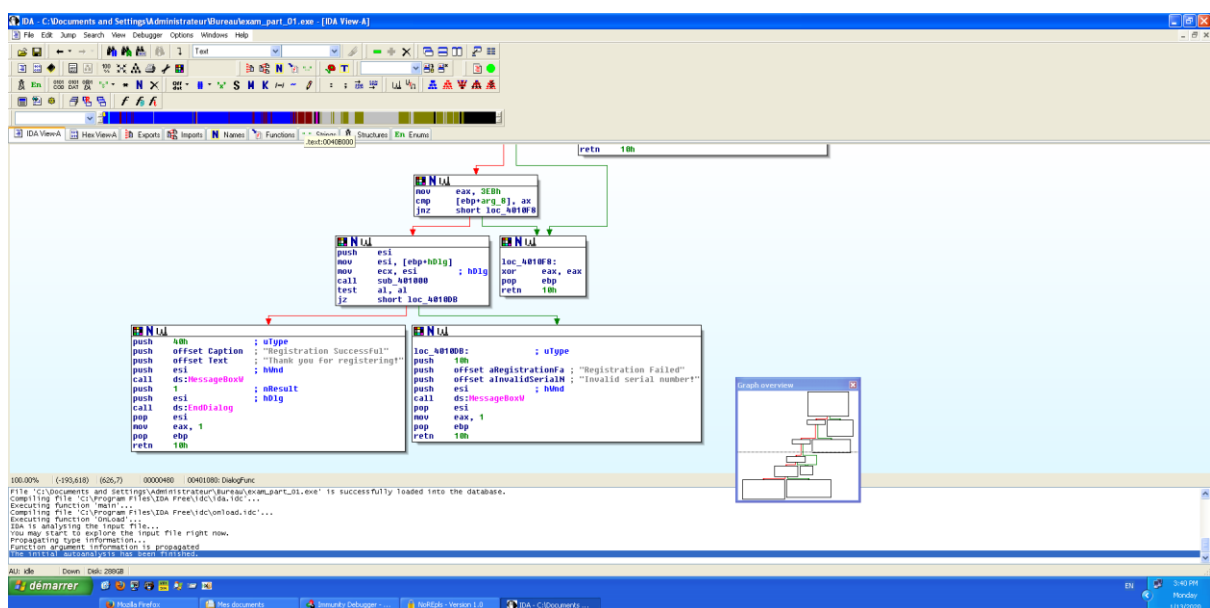 IDA - C:\Documents and Settings\Administrateur\Bureau\exam_part_01.exe - [IDA View-A]
File Edit Jump Search View Debugger Options Windows Help
Text
IDA View-A Hex View-A Exports Imports N Names Functions Strings Structures En Enums
.text:0040B000
retn 10h
mov eax, 3EBh
cmp [ebp+arg_8], ax
jnz short loc_4010F8
push esi
mov esi, [ebp+hDlg]
mov ecx, esi ; hDlg
call sub_401000
test al, al
jz short loc_4010DB
loc_4010F8:
xor eax, eax
pop ebp
retn 10h
push 40h ; uType
push offset Caption ; "Registration Successful"
push offset Text ; "Thank you for registering!"
push esi ; hWnd
call ds:MessageBoxW
push 1 ; nResult
push esi ; hDlg
call ds:EndDialog
pop esi
mov eax, 1
pop ebp
retn 10h
loc_4010DB: ; uType
push 10h
push offset aRegistrationFa ; "Registration Failed"
push offset aInvalidSerialN ; "Invalid serial number!"
push esi ; hWnd
call ds:MessageBoxW
pop esi
mov eax, 1
pop ebp
retn 10h
Graph overview
100.00% (-193,618) (626,7) 00000480 00401080: DialogFunc
File 'C:\Documents and Settings\Administrateur\Bureau\exam_part_01.exe' is successfully loaded into the database.
Compiling file 'C:\Program Files\IDA Free\idc\ida.idc'...
Executing function 'main'...
Compiling file 'C:\Program Files\IDA Free\idc\onload.idc'...
Executing function 'OnLoad'...
IDA is analysing the input file...
You may start to explore the input file right now.
Propagating type information...
Function argument information is propagated
The initial autoanalysis has been finished.
AU: idle Down Disk: 288GB
démarrer
EN 3:40 PM
Monday
Mozilla Firefox Mes documents Immunity Debugger - ... NoREpls - Version 1.0 IDA - C:\Documents ...